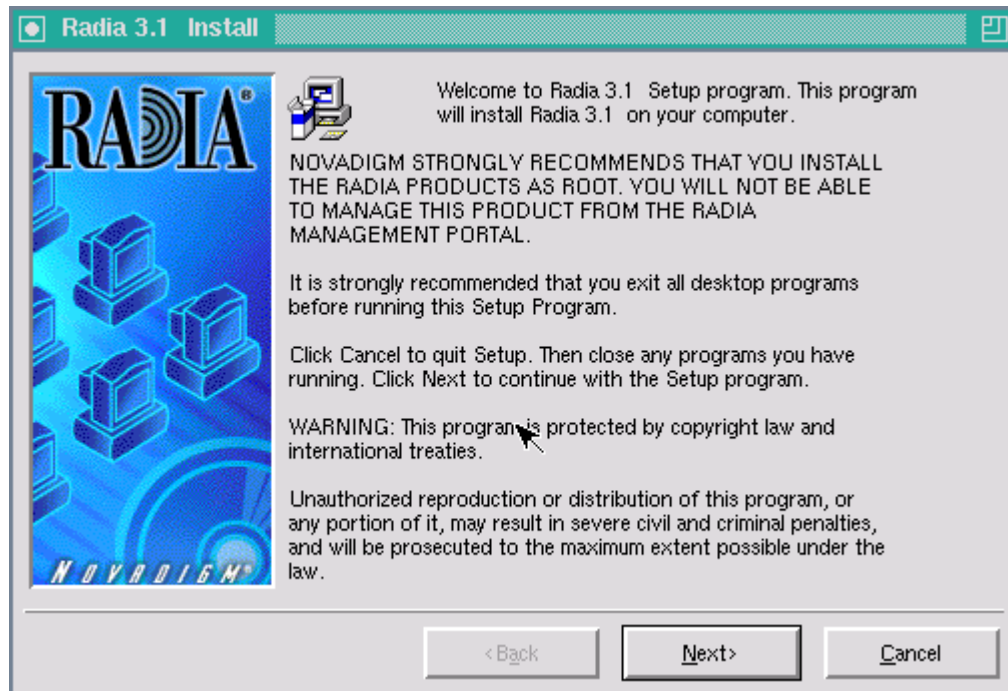 Radia 3.1 Install
RADIA®
Welcome to Radia 3.1 Setup program. This program
will install Radia 3.1 on your computer.
NOVADIGM STRONGLY RECOMMENDS THAT YOU INSTALL
THE RADIA PRODUCTS AS ROOT. YOU WILL NOT BE ABLE
TO MANAGE THIS PRODUCT FROM THE RADIA
MANAGEMENT PORTAL.
It is strongly recommended that you exit all desktop programs
before running this Setup Program.
Click Cancel to quit Setup. Then close any programs you have
running. Click Next to continue with the Setup program.
WARNING: This program is protected by copyright law and
international treaties.
Unauthorized reproduction or distribution of this program, or
any portion of it, may result in severe civil and criminal penalties,
and will be prosecuted to the maximum extent possible under the
law.
NOVADIGM®
<Back
Next>
Cancel